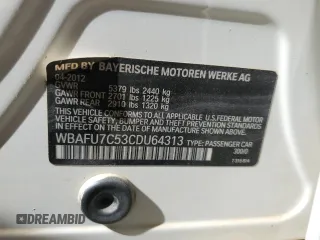 MFD BY BAYERISCHE MOTOREN WERKE AG
04-2012
GVWR 5379 lbs 2440 kg
GAWR FRONT 2701 lbs 1225 kg
GAWR REAR 2910 lbs 1320 kg
THIS VEHICLE CONFORMS TO ALL APPLICABLE
FEDERAL MOTOR VEHICLE SAFETY, BUMPER,
AND THEFT PREVENTION STANDARDS IN EFFECT
ON THE DATE OF MANUFACTURE SHOWN ABOVE.
WBAFU7C53CDU64313
TYPE: PASSENGER CAR
DREAMBID